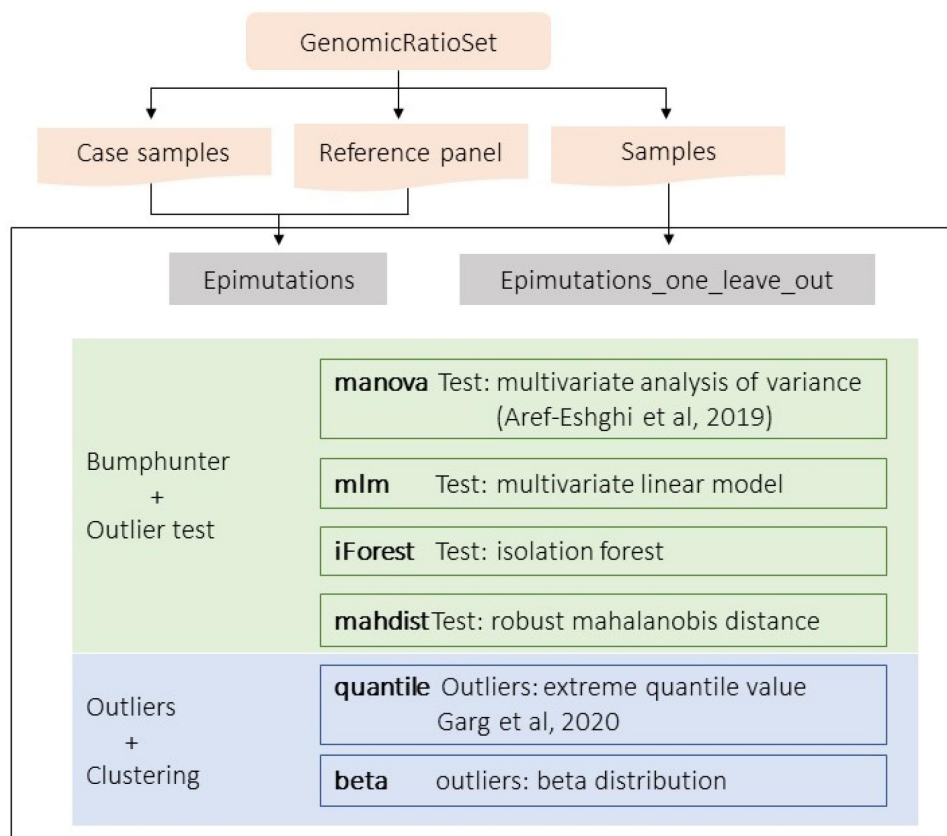 GenomicRatioSet
Case samples
Reference panel
Samples
Epimutations
Epimutations_one_leave_out
Bumphunter
+
Outlier test
manova Test: multivariate analysis of variance
(Aref-Eshghi et al, 2019)
mlm Test: multivariate linear model
iForest Test: isolation forest
mahdist Test: robust mahalanobis distance
Outliers
+
Clustering
quantile Outliers: extreme quantile value
Garg et al, 2020
beta outliers: beta distribution